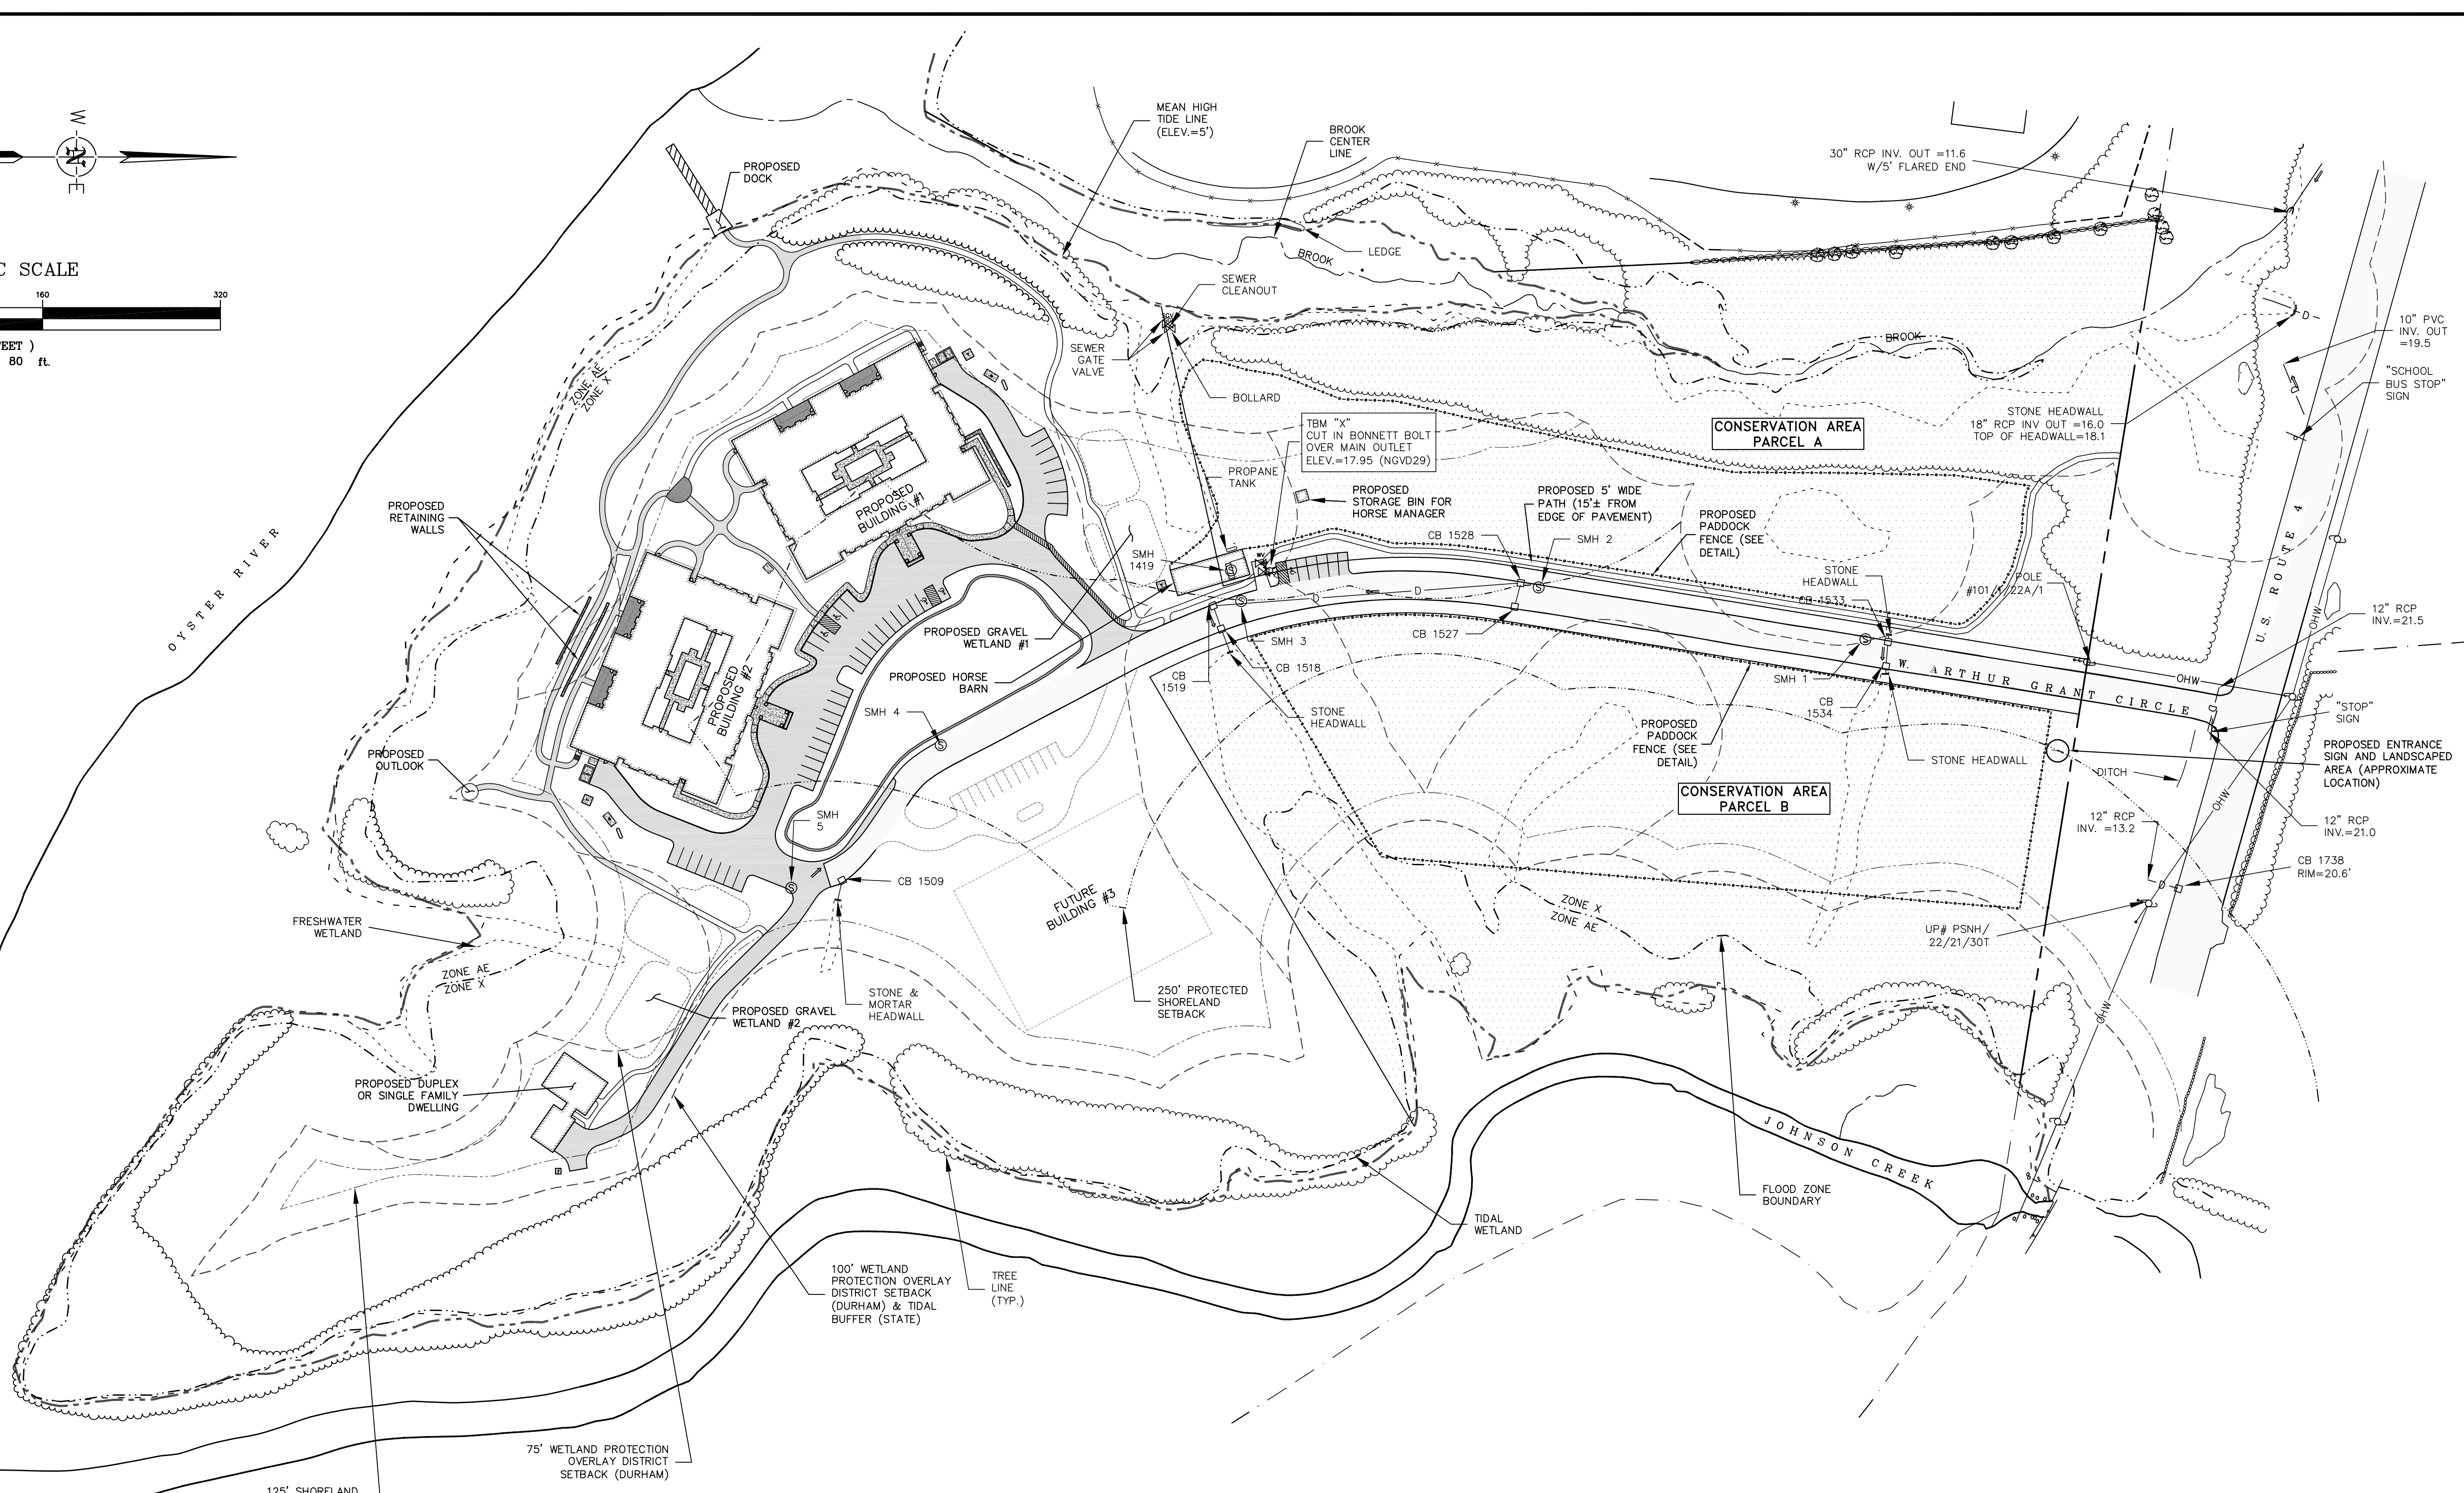 W
N
E
C SCALE
160
320
FEET )
80 ft.
PROPOSED
DOCK
MEAN HIGH
TIDE LINE
(ELEV.=5')
BROOK
CENTER
LINE
30" RCP INV. OUT =11.6
W/5' FLARED END
LEDGE
BROOK
SEWER
CLEANOUT
SEWER
GATE
VALVE
BOLLARD
BROOK
D
10" PVC
INV. OUT
=19.5
"SCHOOL
BUS STOP"
SIGN
ZONE AE
ZONE X
CONSERVATION AREA
PARCEL A
STONE HEADWALL
18" RCP INV OUT =16.0
TOP OF HEADWALL=18.1
TBM "X"
CUT IN BONNETT BOLT
OVER MAIN OUTLET
ELEV.=17.95 (NGVD29)
PROPANE
TANK
PROPOSED
STORAGE BIN FOR
HORSE MANAGER
PROPOSED 5' WIDE
PATH (15'± FROM
EDGE OF PAVEMENT)
PROPOSED
PADDOCK
FENCE (SEE
DETAIL)
PROPOSED
BUILDING #1
PROPOSED
RETAINING
WALLS
OYSTER RIVER
SMH
1419
CB 1528
SMH 2
STONE
HEADWALL
CB 1533
POLE
#101/1/22A/1
U.S. ROUTE 4
OHW
12" RCP
INV.=21.5
D
D
PROPOSED GRAVEL
WETLAND #1
PROPOSED HORSE
BARN
SMH 3
CB 1518
CB
1519
CB 1527
SMH 1
CB
1534
W. ARTHUR GRANT CIRCLE
OHW
"STOP"
SIGN
PROPOSED
BUILDING #2
SMH 4
STONE
HEADWALL
PROPOSED
PADDOCK
FENCE (SEE
DETAIL)
STONE HEADWALL
DITCH
PROPOSED ENTRANCE
SIGN AND LANDSCAPED
AREA (APPROXIMATE
LOCATION)
PROPOSED
OUTLOOK
CONSERVATION AREA
PARCEL B
OHW
SMH
5
12" RCP
INV. =13.2
12" RCP
INV.=21.0
CB 1509
CB 1738
RIM=20.6'
FUTURE
BUILDING #3
ZONE X
ZONE AE
FRESHWATER
WETLAND
UP# PSNH/
22/21/30T
ZONE AE
ZONE X
STONE &
MORTAR
HEADWALL
250' PROTECTED
SHORELAND
SETBACK
PROPOSED GRAVEL
WETLAND #2
OHW
PROPOSED DUPLEX
OR SINGLE FAMILY
DWELLING
JOHNSON CREEK
FLOOD ZONE
BOUNDARY
TIDAL
WETLAND
100' WETLAND
PROTECTION OVERLAY
DISTRICT SETBACK
(DURHAM) & TIDAL
BUFFER (STATE)
TREE
LINE
(TYP.)
75' WETLAND PROTECTION
OVERLAY DISTRICT
SETBACK (DURHAM)
125' SHORELAND